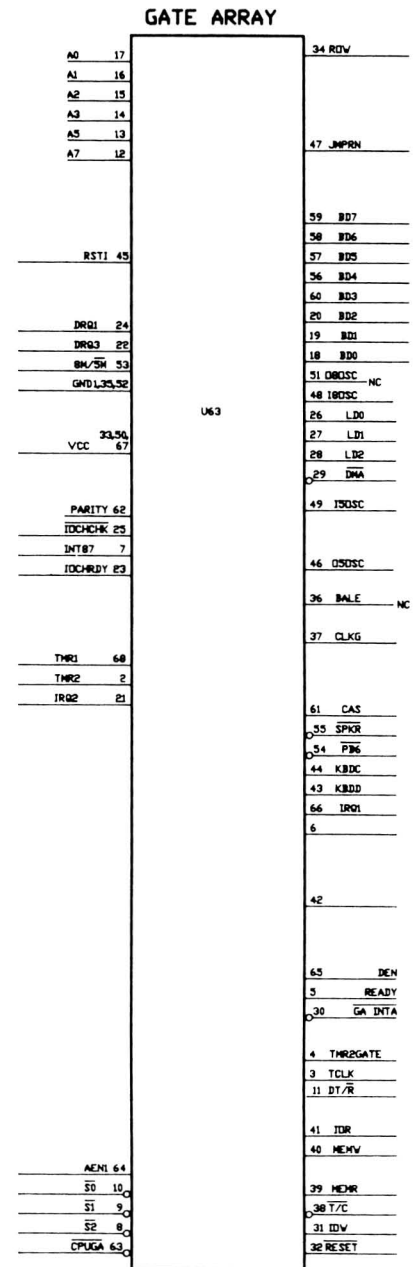 GATE ARRAY
A0 17
A1 16
A2 15
A3 14
A5 13
A7 12
RSTI 45
DRQ1 24
DRQ3 22
8M/5M 53
GND1,35,52
33,50,
VCC 67
PARITY 62
IOCHCHK 25
INT87 7
IOCHRDY 23
TMR1 68
TMR2 2
IRQ2 21
AEN1 64
S0 10
S1 9
S2 8
CPUGA 63
U63
34 ROW
47 JMPRN
59 BD7
58 BD6
57 BD5
56 BD4
60 BD3
20 BD2
19 BD1
18 BD0
51 O8OSC NC
48 I8OSC
26 LD0
27 LD1
28 LD2
29 DMA
49 I5OSC
46 O5OSC
36 BALE NC
37 CLKG
61 CAS
55 SPKR
54 PB6
44 KBDC
43 KBDD
66 IRQ1
6
42
65 DEN
5 READY
30 GA INTA
4 TMR2GATE
3 TCLK
11 DT/R
41 IOR
40 MEMW
39 MEMR
38 T/C
31 IOW
32 RESET